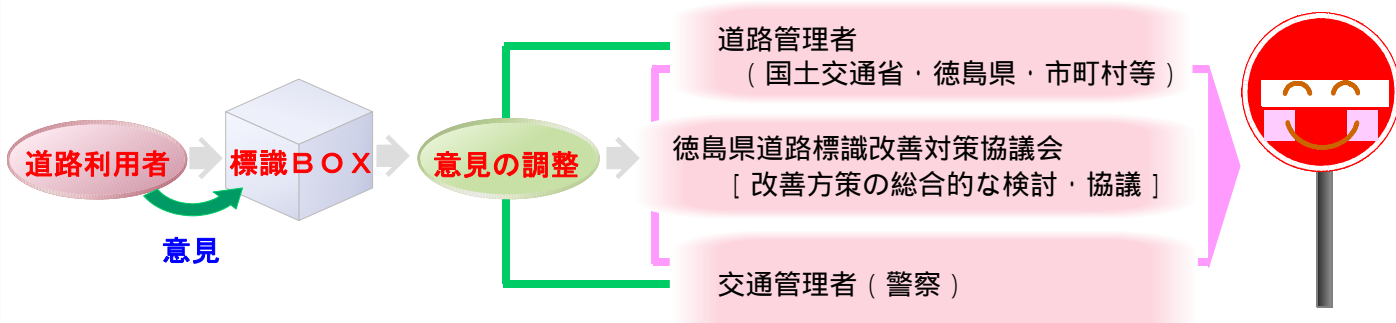 道路利用者
意見
標識ＢＯＸ
意見の調整
道路管理者
（国土交通省・徳島県・市町村等）
徳島県道路標識改善対策協議会
［改善方策の総合的な検討・協議］
交通管理者（警察）